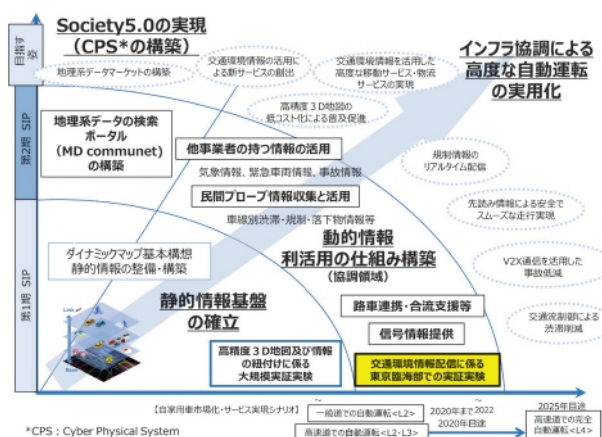 Society5.0の実現
(CPS*の構築)
インフラ協調による
高度な自動運転
の実用化
目指す
姿
地理系データマーケットの構築
交通環境情報の活用に
よる新サービスの創出
交通環境情報を活用した
高度な移動サービス・物流
サービスの実現
高精度3D地図の
低コスト化による普及促進
第2期 SIP
地理系データの検索
ポータル
(MD communet)
の構築
他事業者の持つ情報の活用
気象情報、緊急車両情報、事故情報
民間プローブ情報収集と活用
車線別渋滞・規制・落下物情報等
規制情報の
リアルタイム配信
先読み情報による安全で
スムーズな走行実現
V2X通信を活用した
事故低減
交通流制御による
渋滞削減
第1期 SIP
ダイナミックマップ基本構想
静的情報の整備・構築
動的情報
利活用の仕組み構築
(協調領域)
静的情報基盤
の確立
路車連携・合流支援等
信号情報提供
高精度3D地図及び情報
の紐付けに係る
大規模実証実験
交通環境情報配信に係る
東京臨海部での実証実験
【自家用車市場化・サービス実現シナリオ】
~
~
2022
2025年目途
一般道での自動運転<L2>
2020年まで
高速道での自動運転<L2・L3>
2020年目途
高速道での完全
自動運転<L4>
*CPS : Cyber Physical System